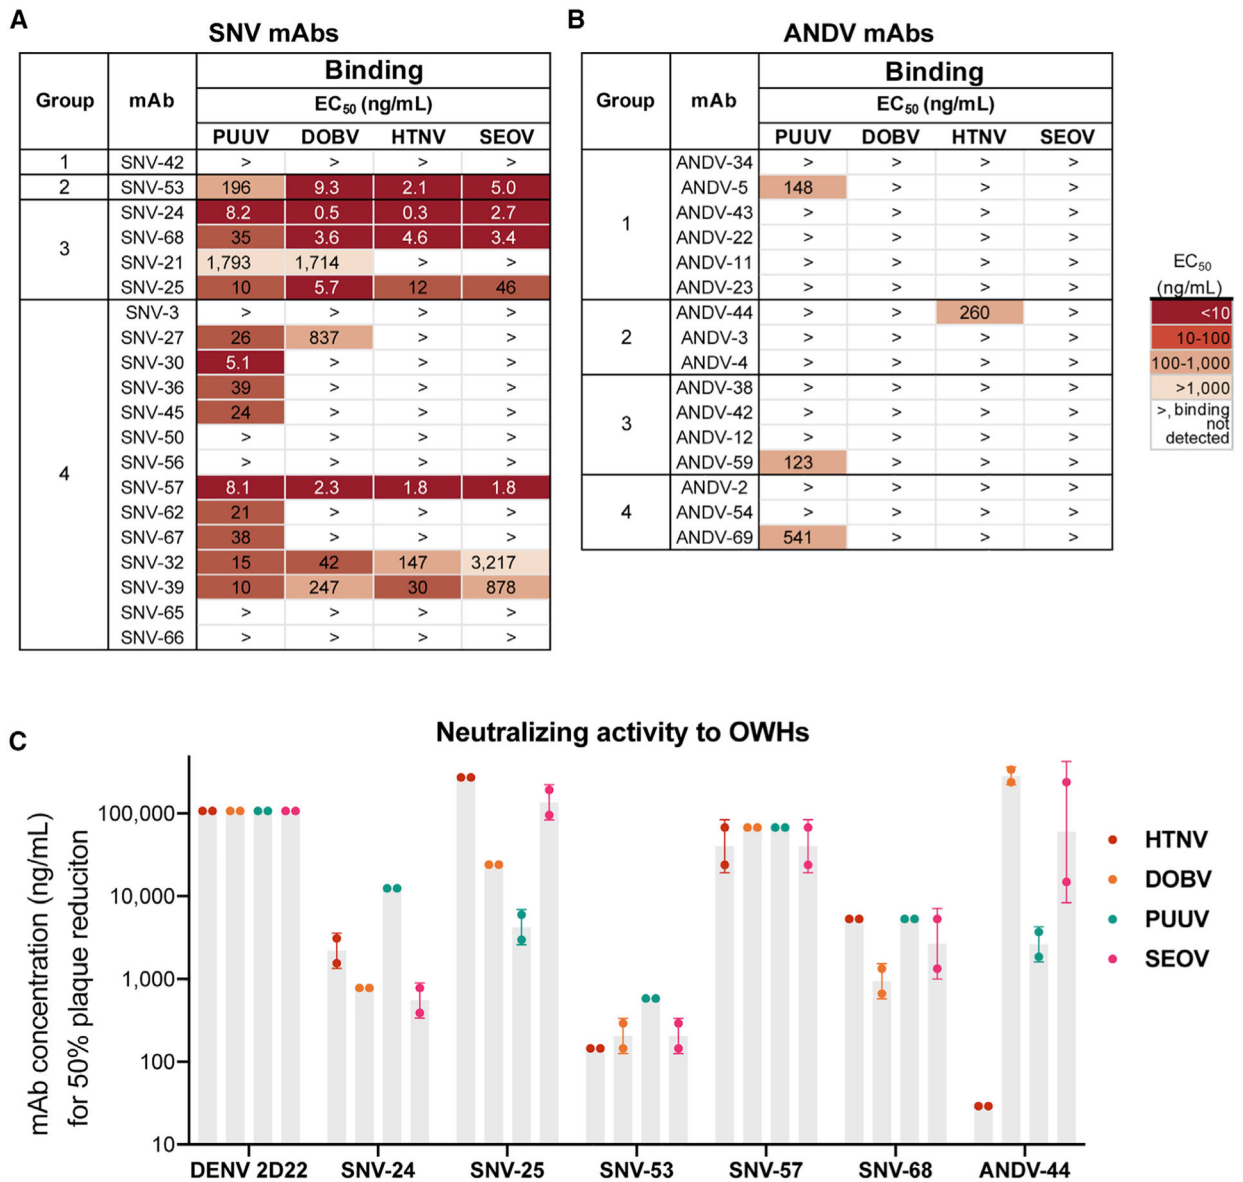 A
SNV mAbs
Group mAb Binding
EC50 (ng/mL)
PUUV DOBV HTNV SEOV
1 SNV-42 > > > >
2 SNV-53 196 9.3 2.1 5.0
3 SNV-24 8.2 0.5 0.3 2.7
SNV-68 35 3.6 4.6 3.4
SNV-21 1,793 1,714 > >
SNV-25 10 5.7 12 46
4 SNV-3 > > > >
SNV-27 26 837 > >
SNV-30 5.1 > > >
SNV-36 39 > > >
SNV-45 24 > > >
SNV-50 > > > >
SNV-56 > > > >
SNV-57 8.1 2.3 1.8 1.8
SNV-62 21 > > >
SNV-67 38 > > >
SNV-32 15 42 147 3,217
SNV-39 10 247 30 878
SNV-65 > > > >
SNV-66 > > > >
B
ANDV mAbs
Group mAb Binding
EC50 (ng/mL)
PUUV DOBV HTNV SEOV
1 ANDV-34 > > > >
ANDV-5 148 > > >
ANDV-43 > > > >
ANDV-22 > > > >
ANDV-11 > > > >
ANDV-23 > > > >
2 ANDV-44 > > 260 >
ANDV-3 > > > >
ANDV-4 > > > >
3 ANDV-38 > > > >
ANDV-42 > > > >
ANDV-12 > > > >
ANDV-59 123 > > >
4 ANDV-2 > > > >
ANDV-54 > > > >
ANDV-69 541 > > >
EC50
(ng/mL)
<10
10-100
100-1,000
>1,000
>, binding
not
detected
C
Neutralizing activity to OWHs
mAb concentration (ng/mL)
for 50% plaque reduciton
100,000
10,000
1,000
100
10
DENV 2D22 SNV-24 SNV-25 SNV-53 SNV-57 SNV-68 ANDV-44
HTNV
DOBV
PUUV
SEOV